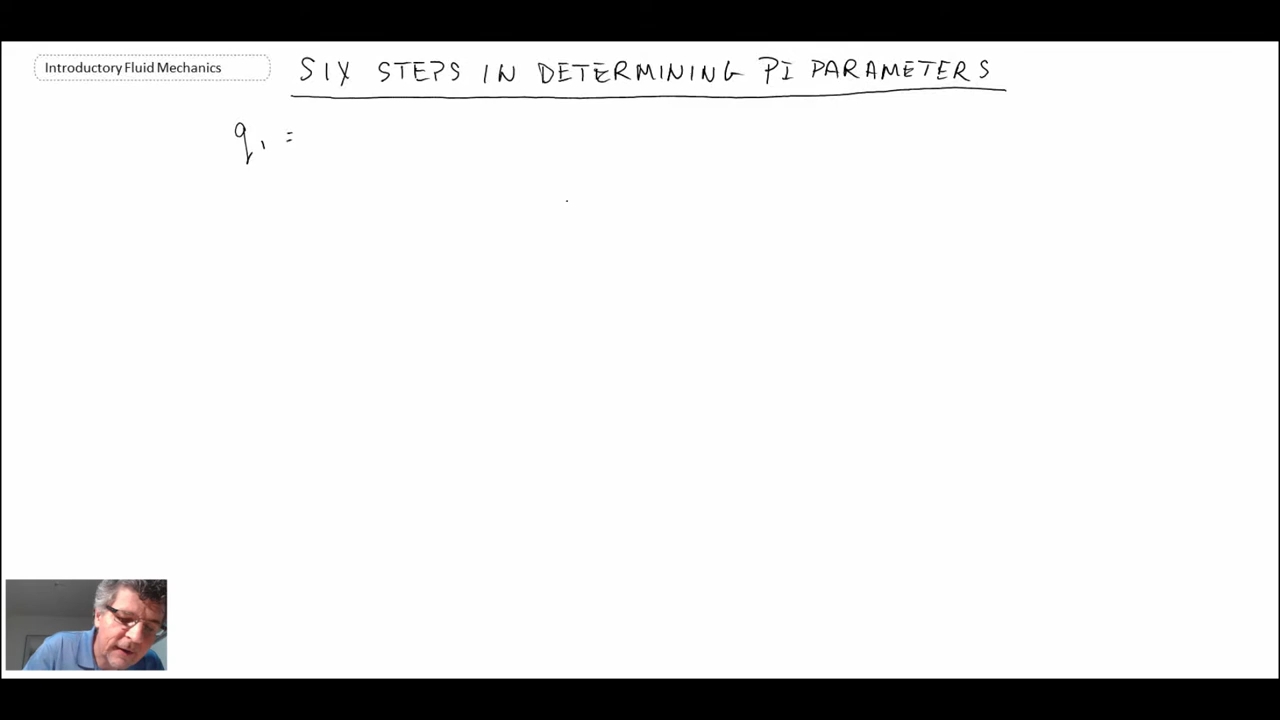 Introductory Fluid Mechanics
SIX STEPS IN DETERMINING PI PARAMETERS
q₁ =